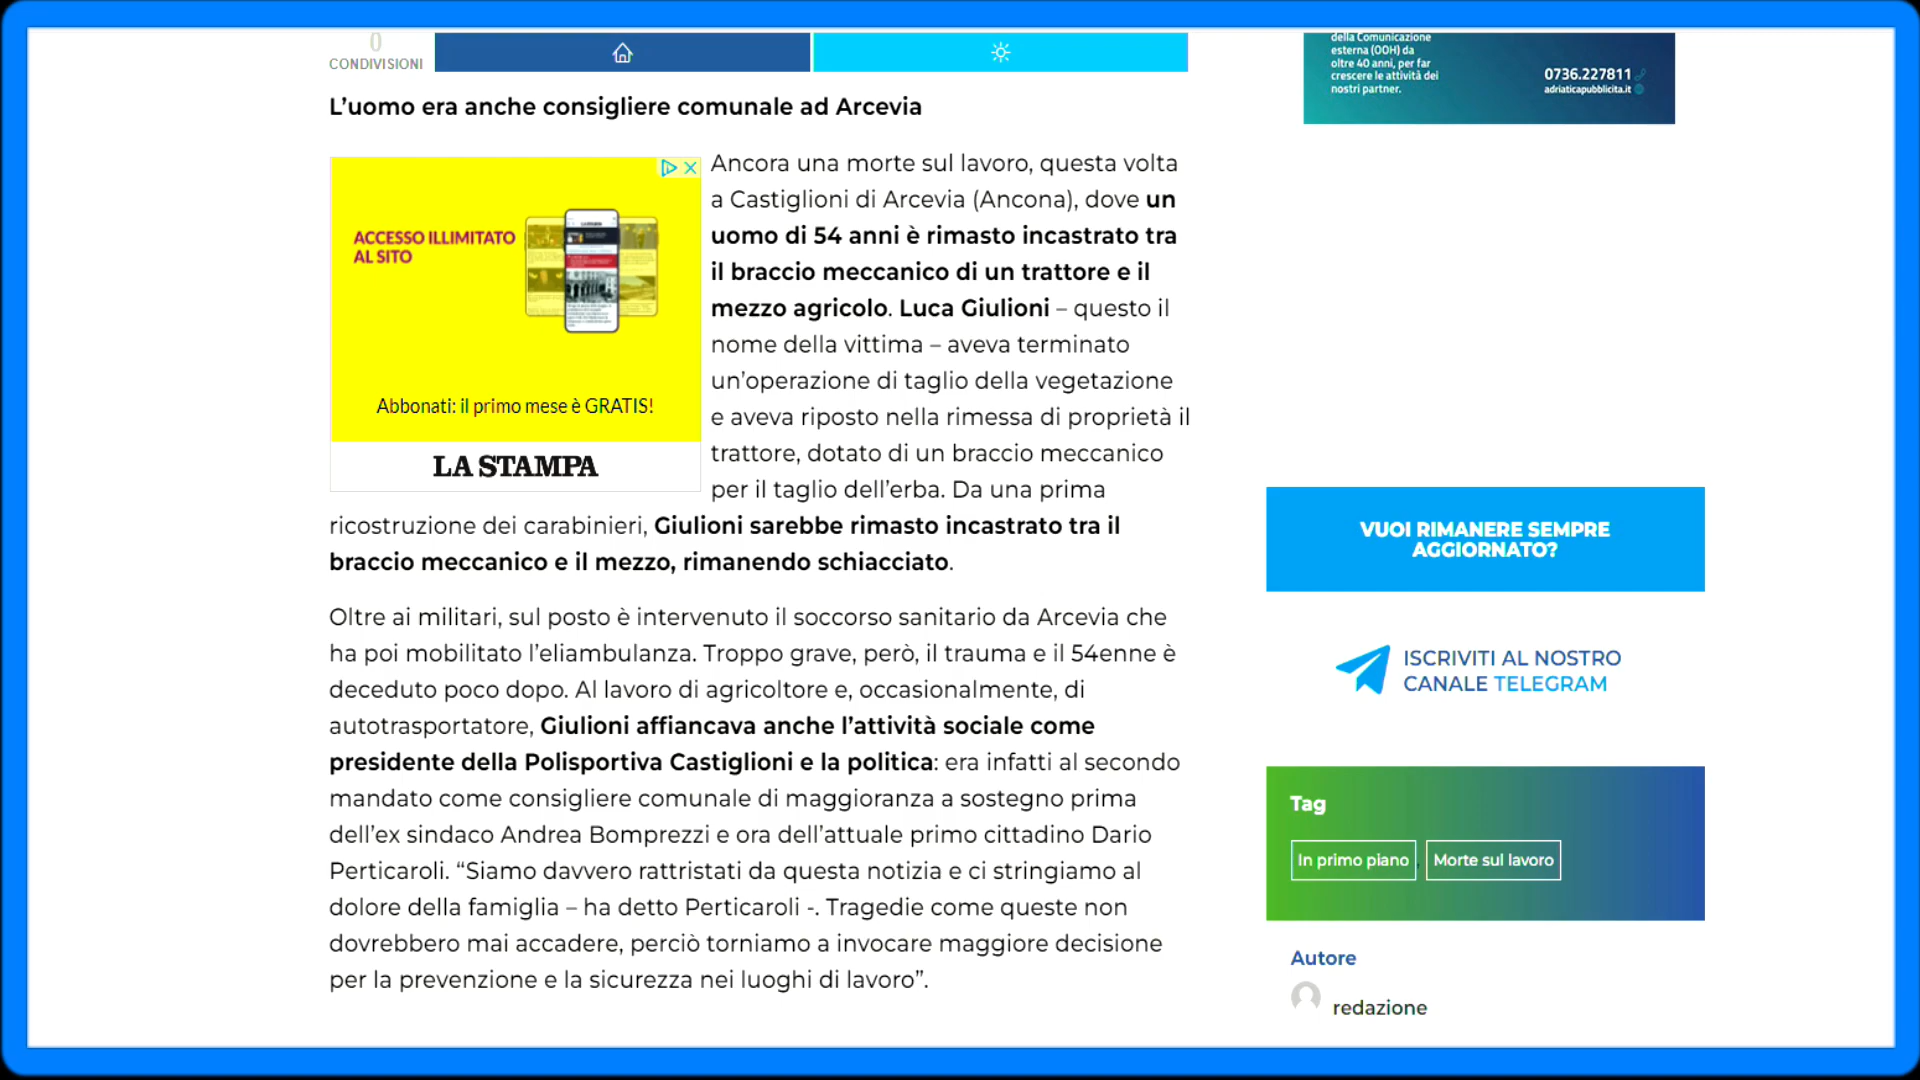 0
CONDIVISIONI
L’uomo era anche consigliere comunale ad Arcevia
ACCESSO ILLIMITATO
AL SITO
Abbonati: il primo mese è GRATIS!
LA STAMPA
Ancora una morte sul lavoro, questa volta
a Castiglioni di Arcevia (Ancona), dove un
uomo di 54 anni è rimasto incastrato tra
il braccio meccanico di un trattore e il
mezzo agricolo. Luca Giulioni – questo il
nome della vittima – aveva terminato
un’operazione di taglio della vegetazione
e aveva riposto nella rimessa di proprietà il
trattore, dotato di un braccio meccanico
per il taglio dell’erba. Da una prima
ricostruzione dei carabinieri, Giulioni sarebbe rimasto incastrato tra il
braccio meccanico e il mezzo, rimanendo schiacciato.
Oltre ai militari, sul posto è intervenuto il soccorso sanitario da Arcevia che
ha poi mobilitato l’eliambulanza. Troppo grave, però, il trauma e il 54enne è
deceduto poco dopo. Al lavoro di agricoltore e, occasionalmente, di
autotrasportatore, Giulioni affiancava anche l’attività sociale come
presidente della Polisportiva Castiglioni e la politica: era infatti al secondo
mandato come consigliere comunale di maggioranza a sostegno prima
dell’ex sindaco Andrea Bomprezzi e ora dell’attuale primo cittadino Dario
Perticaroli. “Siamo davvero rattristati da questa notizia e ci stringiamo al
dolore della famiglia – ha detto Perticaroli -. Tragedie come queste non
dovrebbero mai accadere, perciò torniamo a invocare maggiore decisione
per la prevenzione e la sicurezza nei luoghi di lavoro”.
della Comunicazione
esterna (OOH) da
oltre 40 anni, per far
crescere le attività dei
nostri partner.
0736.227811
adriaticapubblicita.it
VUOI RIMANERE SEMPRE
AGGIORNATO?
ISCRIVITI AL NOSTRO
CANALE TELEGRAM
Tag
In primo piano
Morte sul lavoro
Autore
redazione